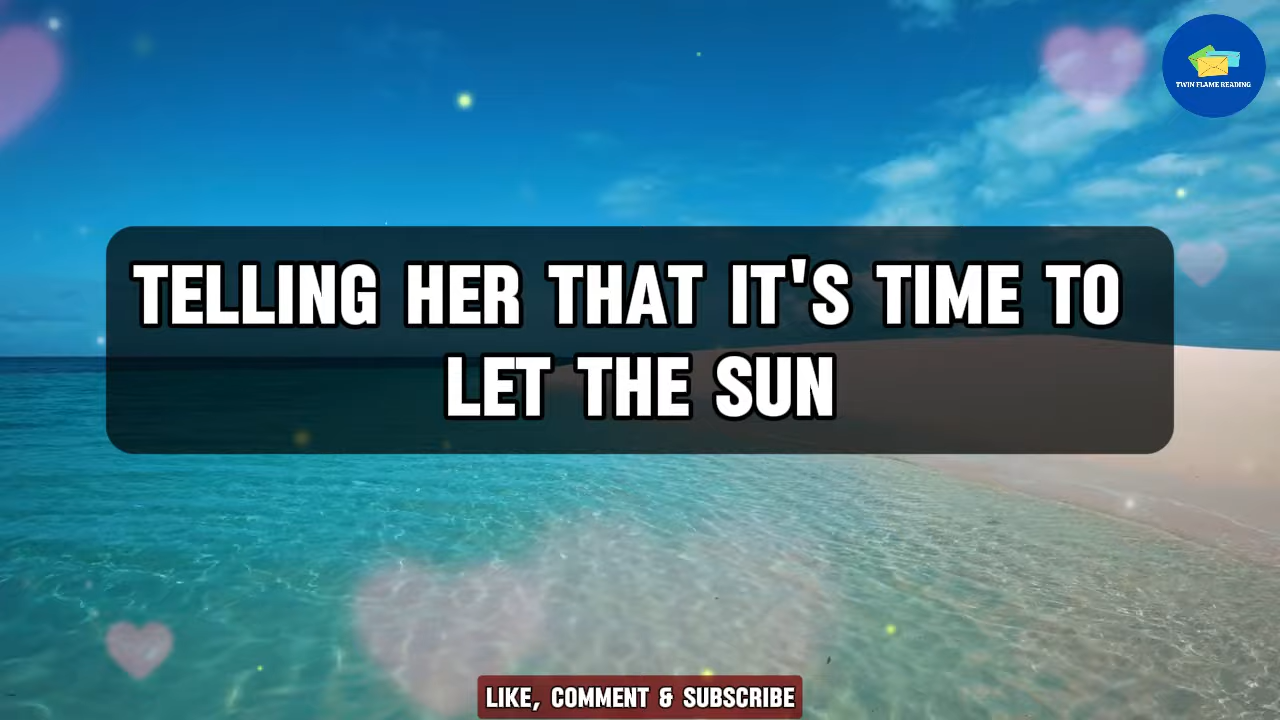 TWIN FLAME READING
TELLING HER THAT IT'S TIME TO
LET THE SUN
LIKE, COMMENT & SUBSCRIBE